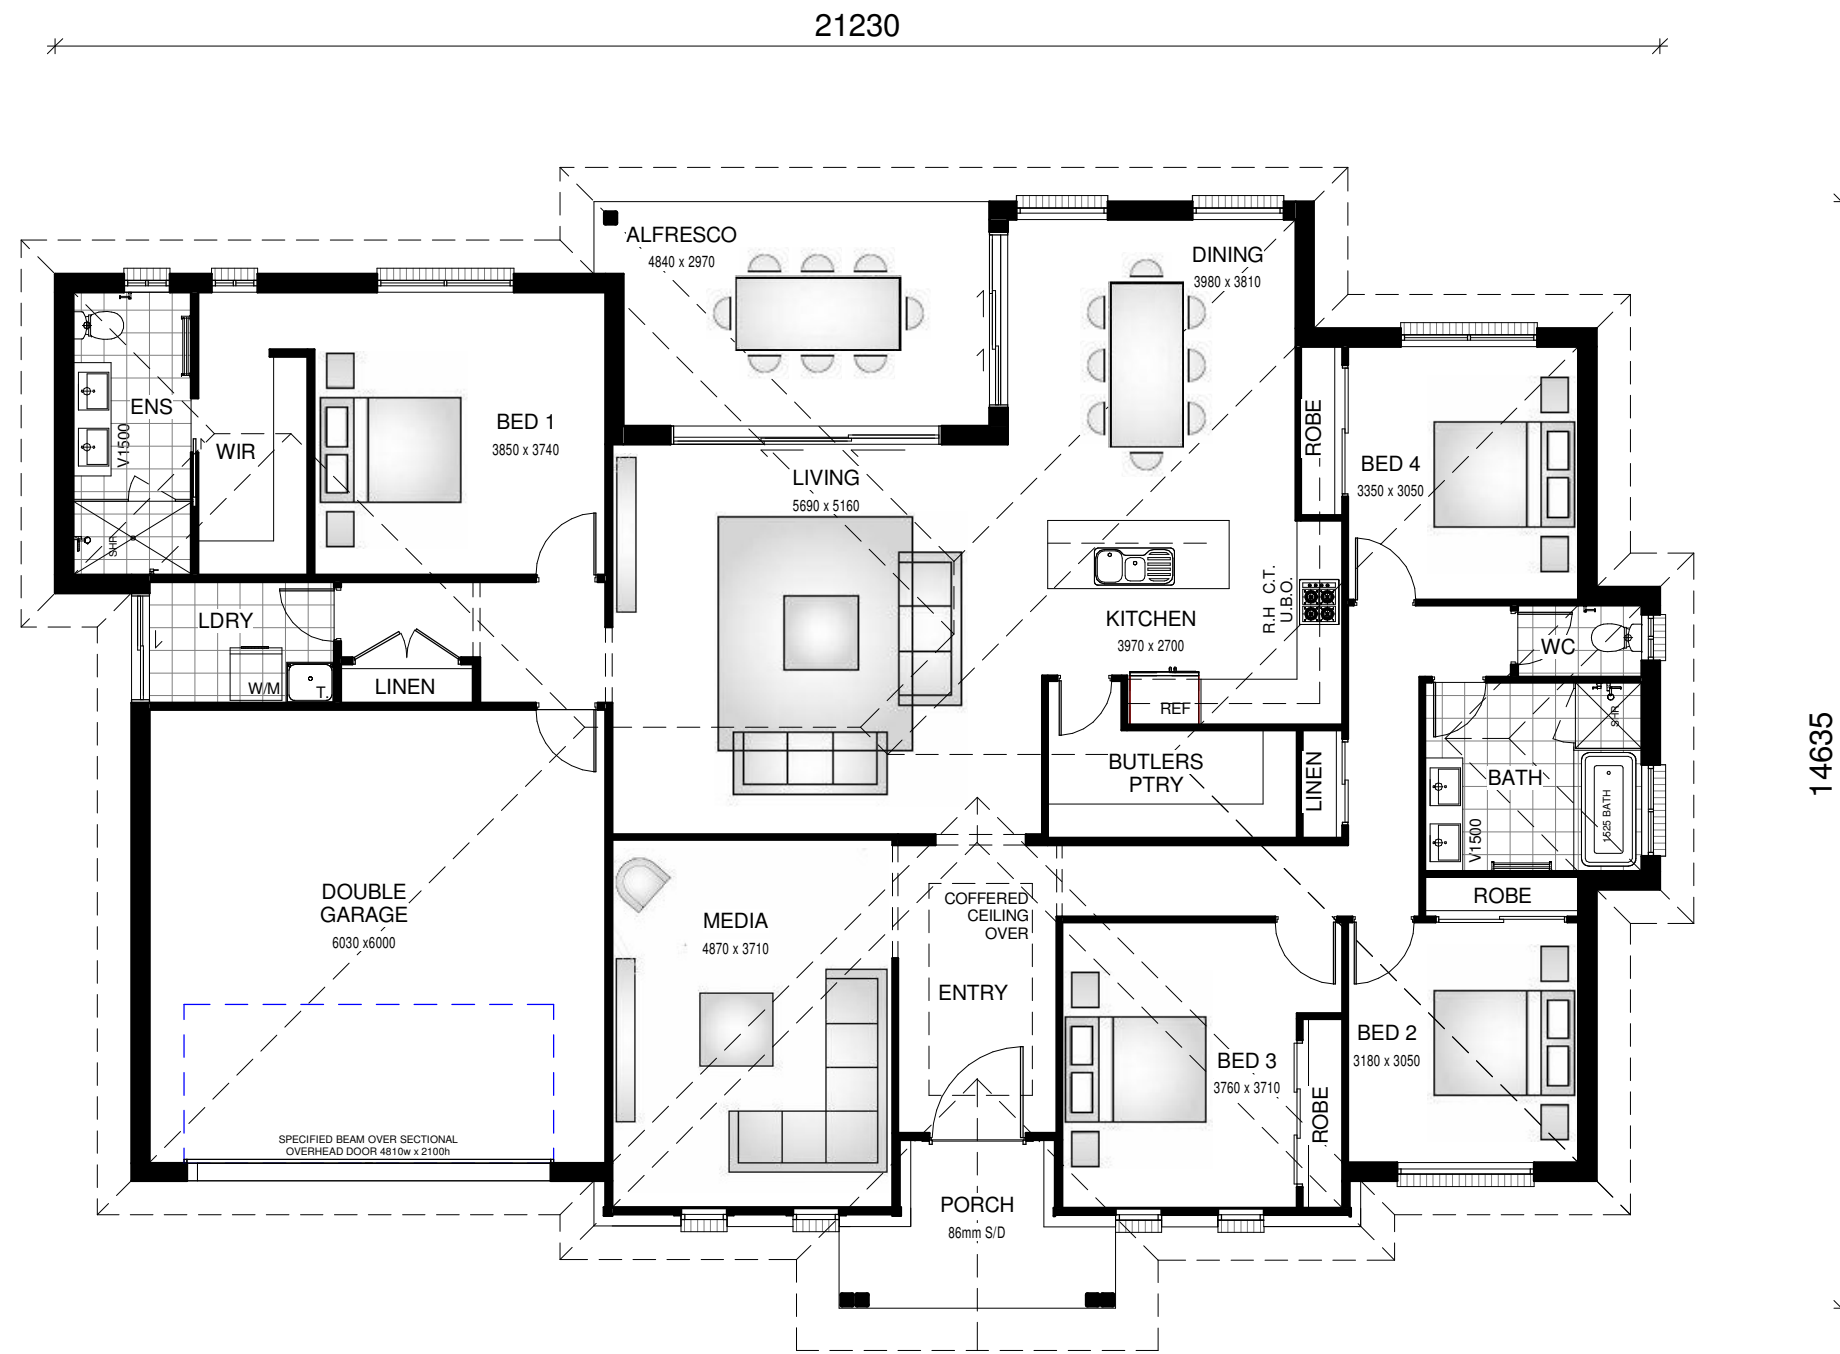 21230
ALFRESCO
4840 x 2970
DINING
3980 x 3810
ENS
V1500
WIR
BED 1
3850 x 3740
LIVING
5690 x 5160
ROBE
BED 4
3350 x 3050
SHR
LDRY
W/M
T.
LINEN
KITCHEN
3970 x 2700
R.H C.T.
U.B.O.
REF
WC
BUTLERS
PTRY
LINEN
SHR
BATH
V1500
1525 BATH
14635
DOUBLE
GARAGE
6030 x6000
MEDIA
4870 x 3710
COFFERED
CEILING
OVER
ENTRY
ROBE
BED 3
3760 x 3710
ROBE
BED 2
3180 x 3050
SPECIFIED BEAM OVER SECTIONAL
OVERHEAD DOOR 4810w x 2100h
PORCH
86mm S/D